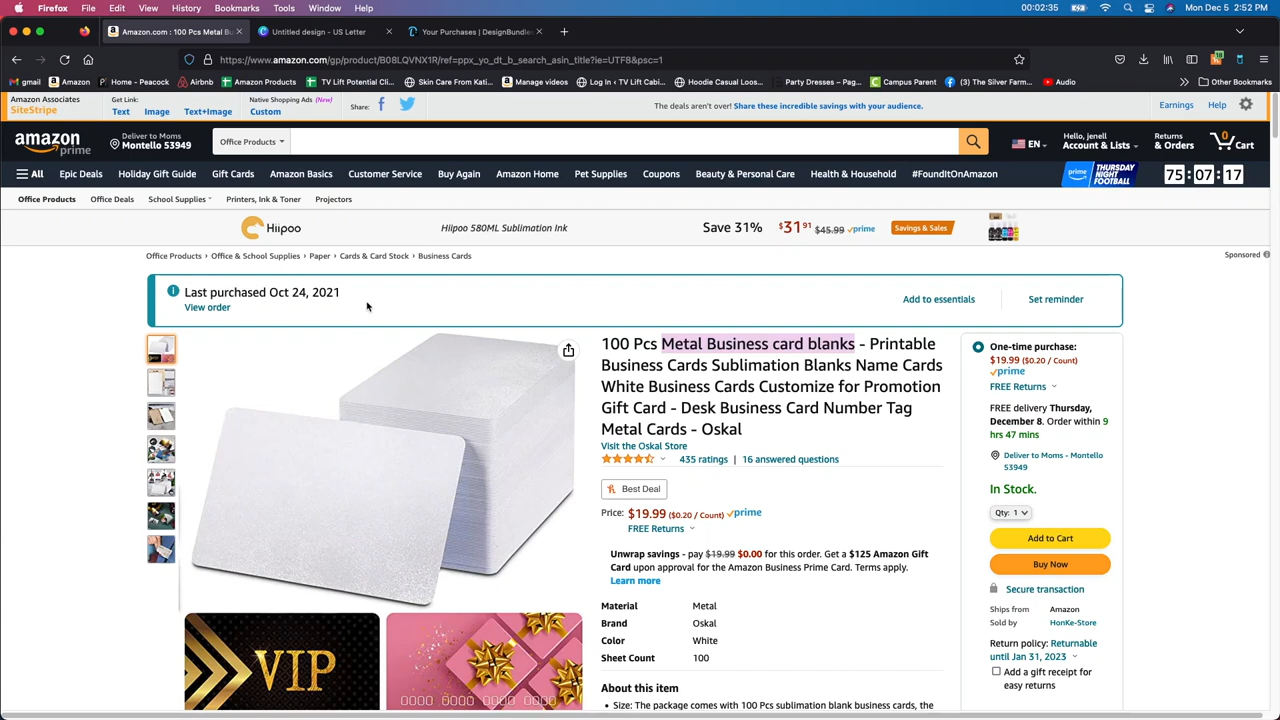 Firefox File Edit View History Bookmarks Tools Window Help
Mon Dec 5 2:52 PM
Amazon.com : 100 Pcs Metal Bu
Untitled design - US Letter
Your Purchases | DesignBundle
https://www.amazon.com/gp/product/B08LQVNX1R/ref=ppx_yo_dt_b_search_asin_title?ie=UTF8&psc=1
gmail Amazon Home - Peacock Airbnb Amazon Products TV Lift Potential Cli... Skin Care From Kati... Manage videos Log In ‹ TV Lift Cabi... Hoodie Casual Loos... Party Dresses – Pag... Campus Parent (3) The Silver Farm... Audio Other Bookmarks
Amazon Associates
SiteStripe
Get Link:
Text Image Text+Image
Native Shopping Ads (New)
Custom
Share:
The deals aren't over! Share these incredible savings with your audience.
Earnings Help
amazon
prime
Deliver to Moms
Montello 53949
Office Products
EN
Hello, jenell
Account & Lists
Returns
& Orders
0
Cart
All Epic Deals Holiday Gift Guide Gift Cards Amazon Basics Customer Service Buy Again Amazon Home Pet Supplies Coupons Beauty & Personal Care Health & Household #FoundItOnAmazon
prime THURSDAY NIGHT FOOTBALL 75:07:17
Office Products Office Deals School Supplies Printers, Ink & Toner Projectors
Hiipoo Hiipoo 580ML Sublimation Ink Save 31% $31 91 $45.99 prime Savings & Sales
Office Products › Office & School Supplies › Paper › Cards & Card Stock › Business Cards
Sponsored
Last purchased Oct 24, 2021
View order
Add to essentials Set reminder
100 Pcs Metal Business card blanks - Printable
Business Cards Sublimation Blanks Name Cards
White Business Cards Customize for Promotion
Gift Card - Desk Business Card Number Tag
Metal Cards - Oskal
Visit the Oskal Store
435 ratings | 16 answered questions
Best Deal
Price: $19.99 ($0.20 / Count) prime
FREE Returns
Unwrap savings - pay $19.99 $0.00 for this order. Get a $125 Amazon Gift
Card upon approval for the Amazon Business Prime Card. Terms apply.
Learn more
Material Metal
Brand Oskal
Color White
Sheet Count 100
About this item
• Size: The package comes with 100 Pcs sublimation blank business cards, the
VIP
0000 0000 0000 0000
One-time purchase:
$19.99 ($0.20 / Count)
prime
FREE Returns
FREE delivery Thursday,
December 8. Order within 9
hrs 47 mins
Deliver to Moms - Montello
53949
In Stock.
Qty: 1
Add to Cart
Buy Now
Secure transaction
Ships from Amazon
Sold by HonKe-Store
Return policy: Returnable
until Jan 31, 2023
Add a gift receipt for
easy returns